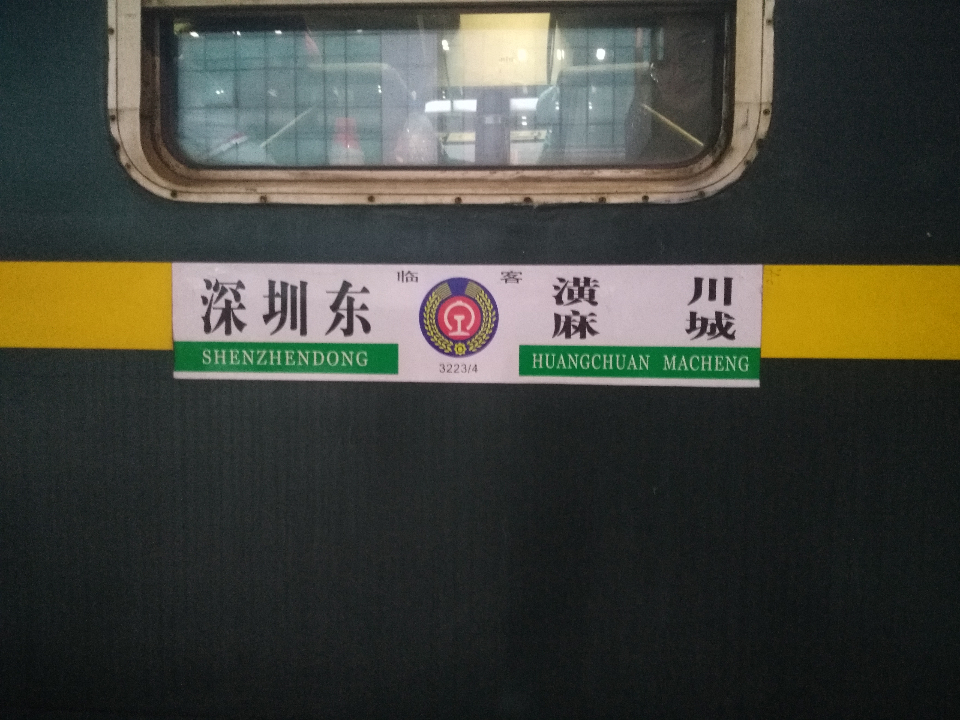 临 客
深圳东
SHENZHENDONG
3223/4
潢 川
麻 城
HUANGCHUAN MACHENG